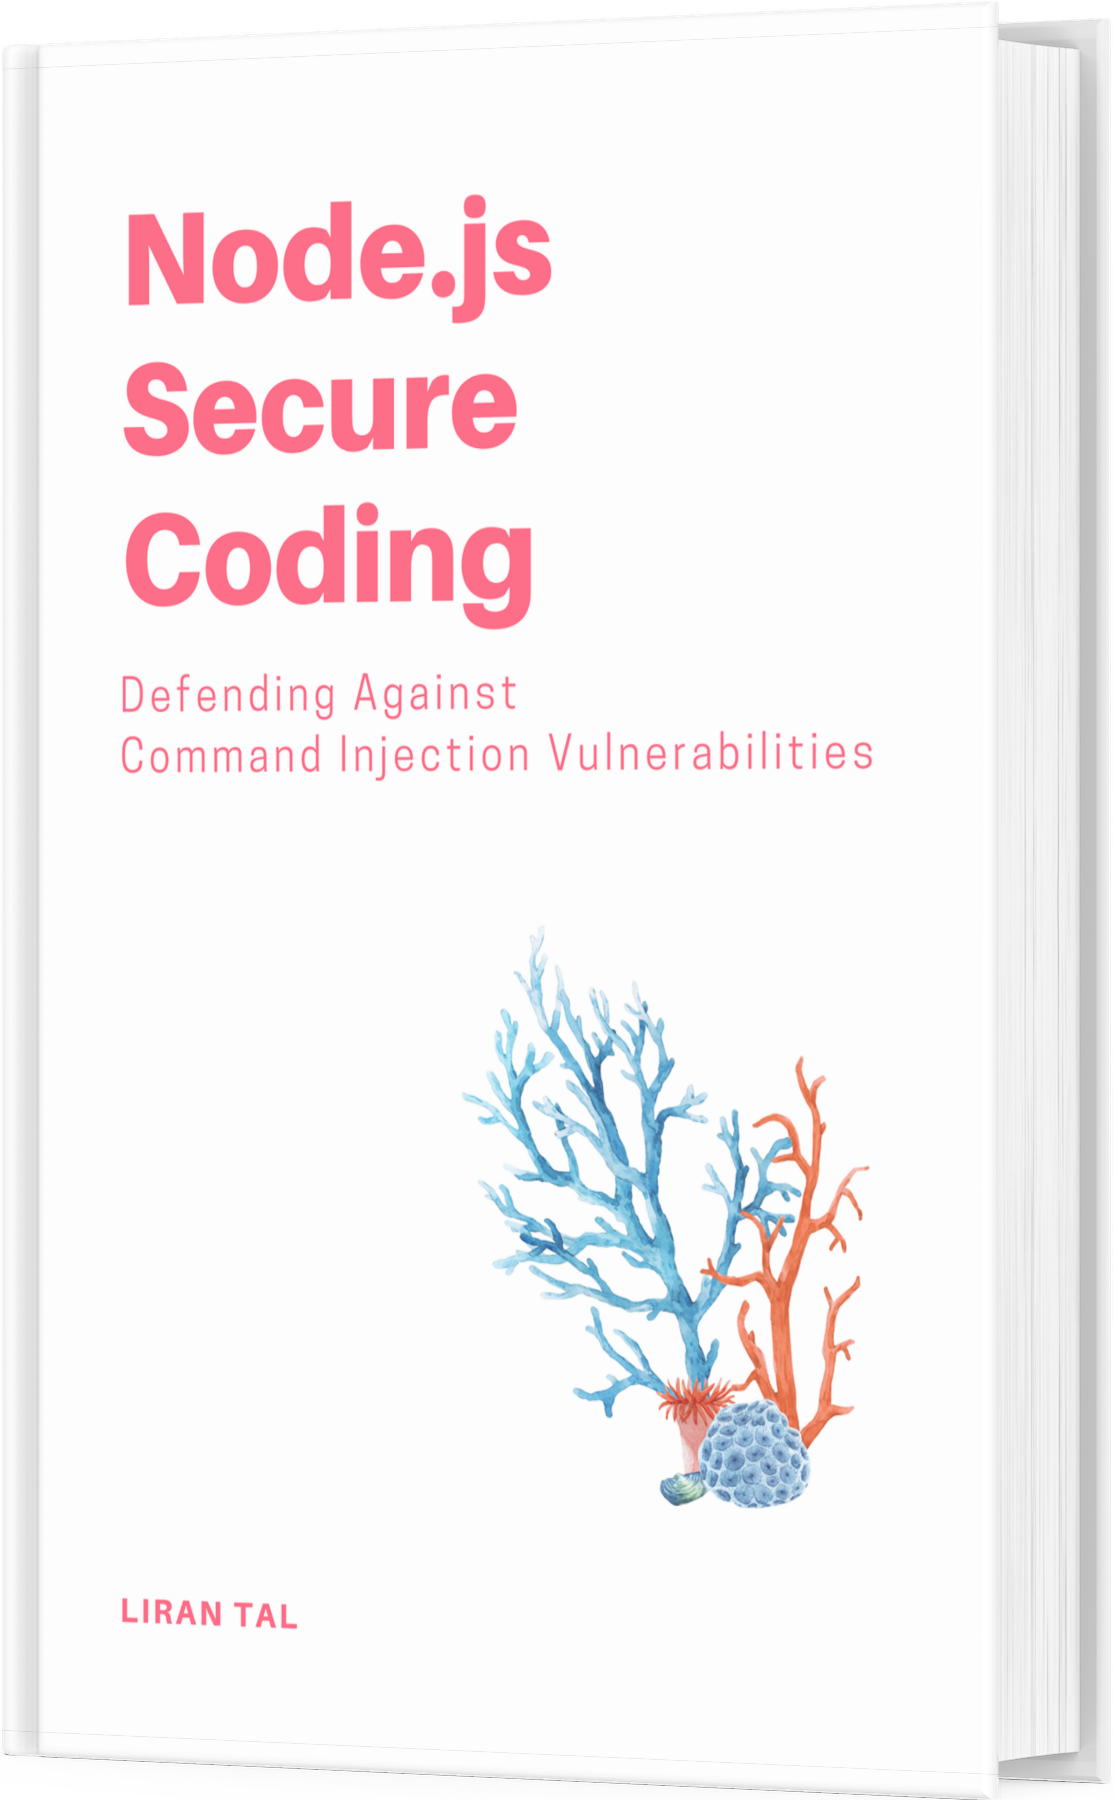 Node.js
Secure
Coding
Defending Against
Command Injection Vulnerabilities
LIRAN TAL